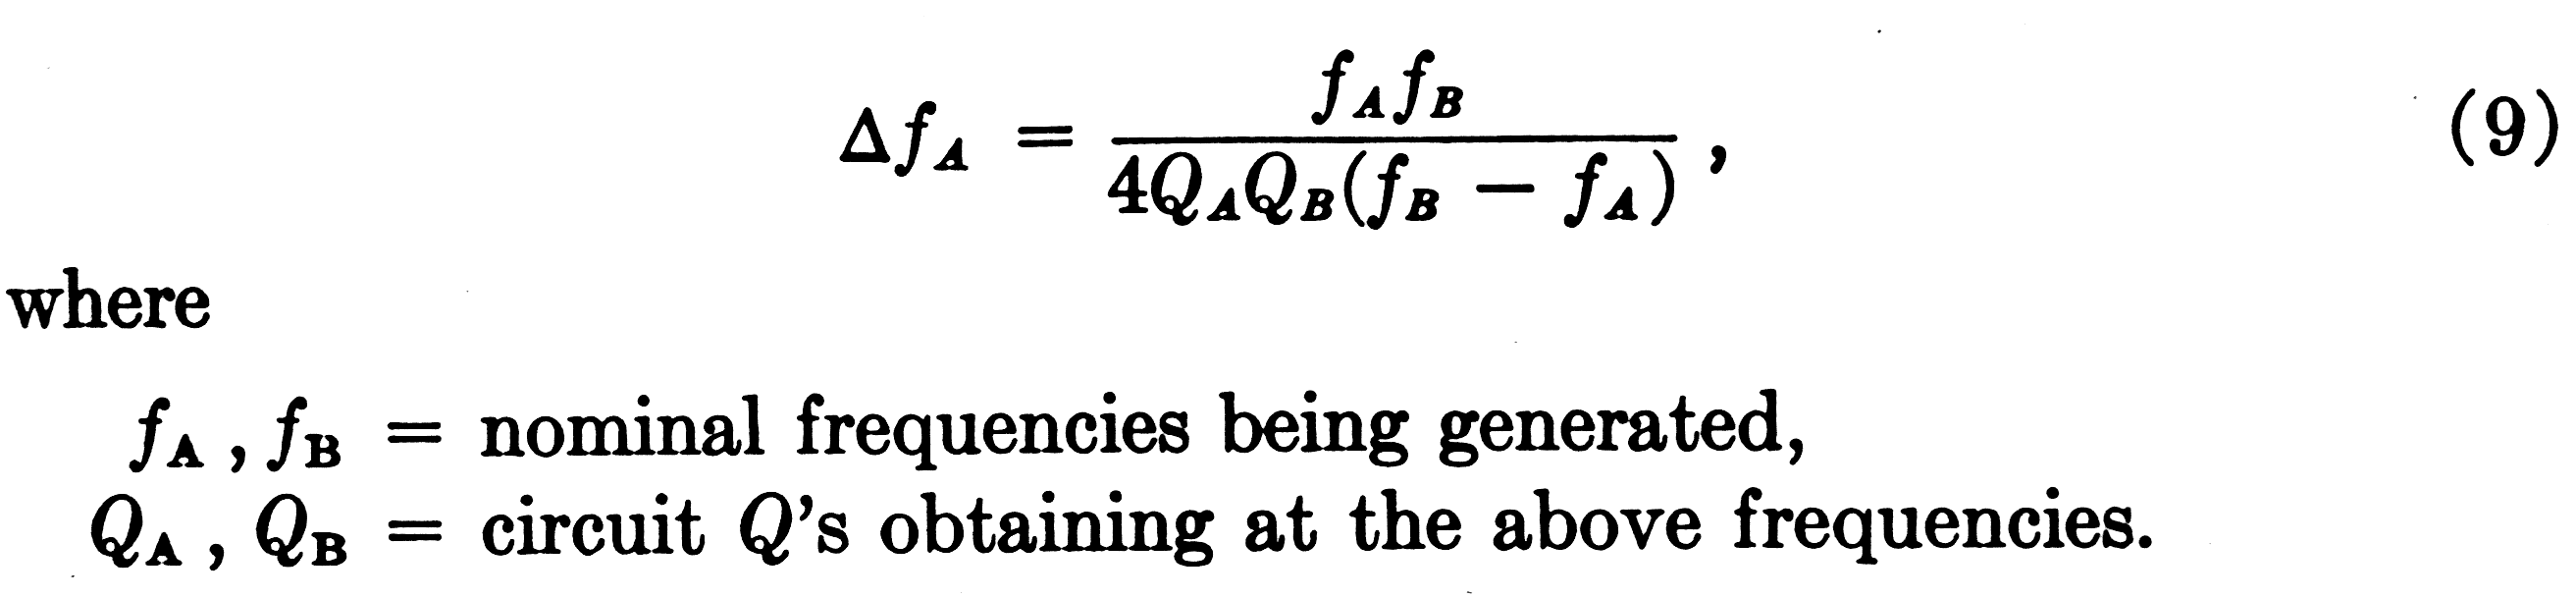 Δf_A = f_A f_B / 4Q_A Q_B(f_B − f_A) , (9)
where
f_A , f_B = nominal frequencies being generated,
Q_A , Q_B = circuit Q’s obtaining at the above frequencies.